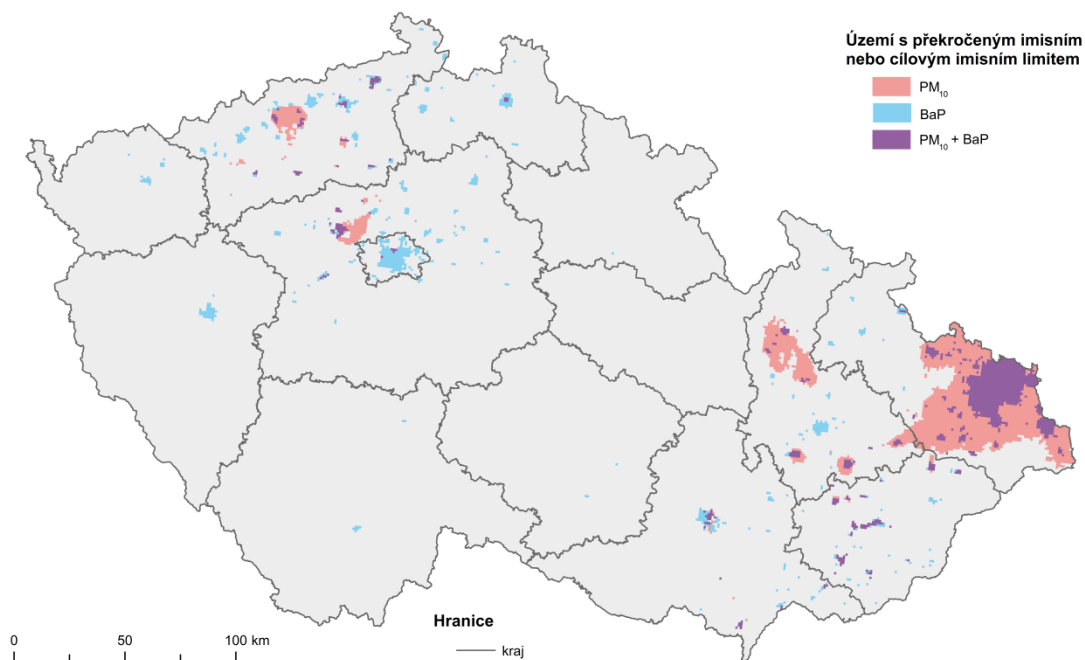 Území s překročeným imisním
nebo cílovým imisním limitem
PM₁₀
BaP
PM₁₀ + BaP
Hranice
kraj
0 50 100 km